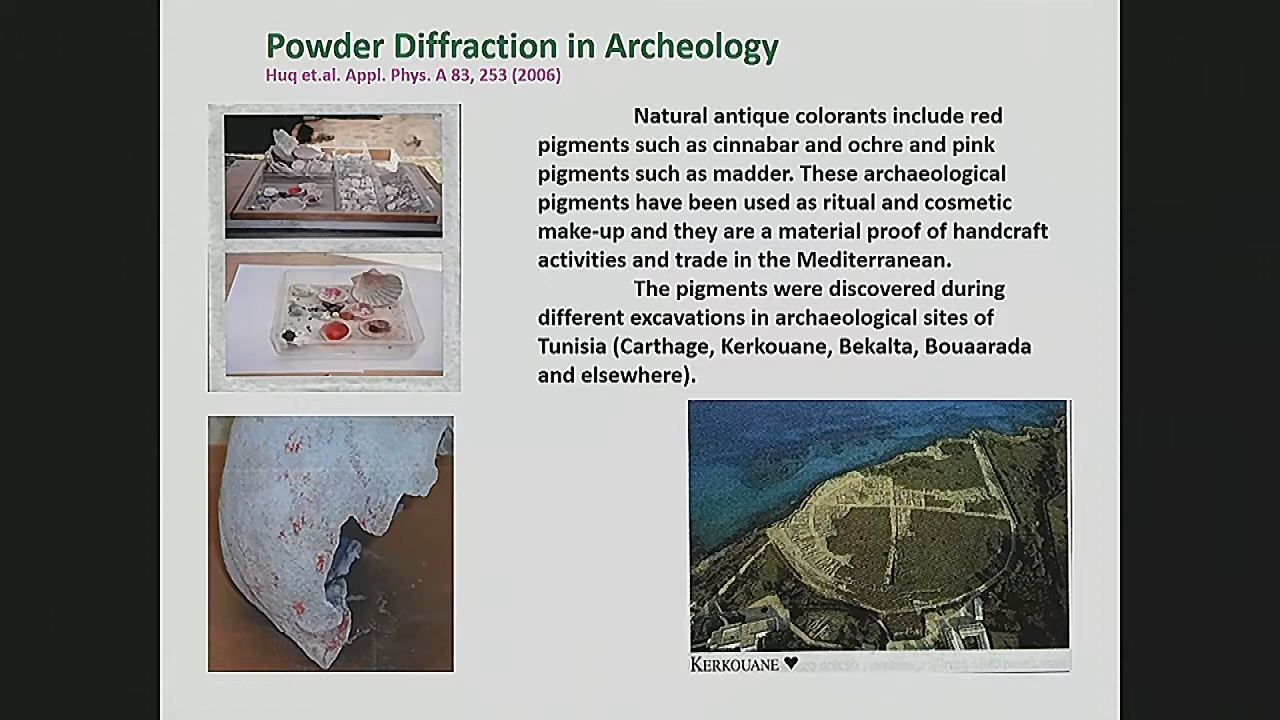 Powder Diffraction in Archeology
Huq et.al. Appl. Phys. A 83, 253 (2006)
Natural antique colorants include red
pigments such as cinnabar and ochre and pink
pigments such as madder. These archaeological
pigments have been used as ritual and cosmetic
make-up and they are a material proof of handcraft
activities and trade in the Mediterranean.
The pigments were discovered during
different excavations in archaeological sites of
Tunisia (Carthage, Kerkouane, Bekalta, Bouaarada
and elsewhere).
KERKOUANE ♥